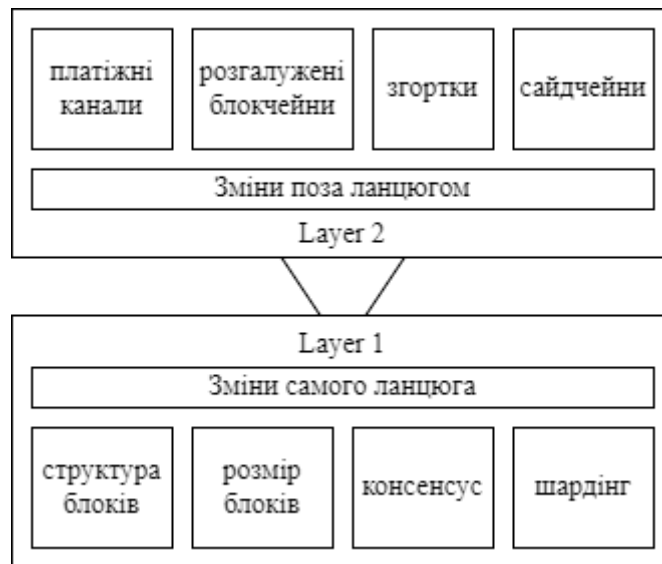 платіжні
канали
розгалужені
блокчейни
згортки
сайдчейни
Зміни поза ланцюгом
Layer 2
Layer 1
Зміни самого ланцюга
структура
блоків
розмір
блоків
консенсус
шардінг